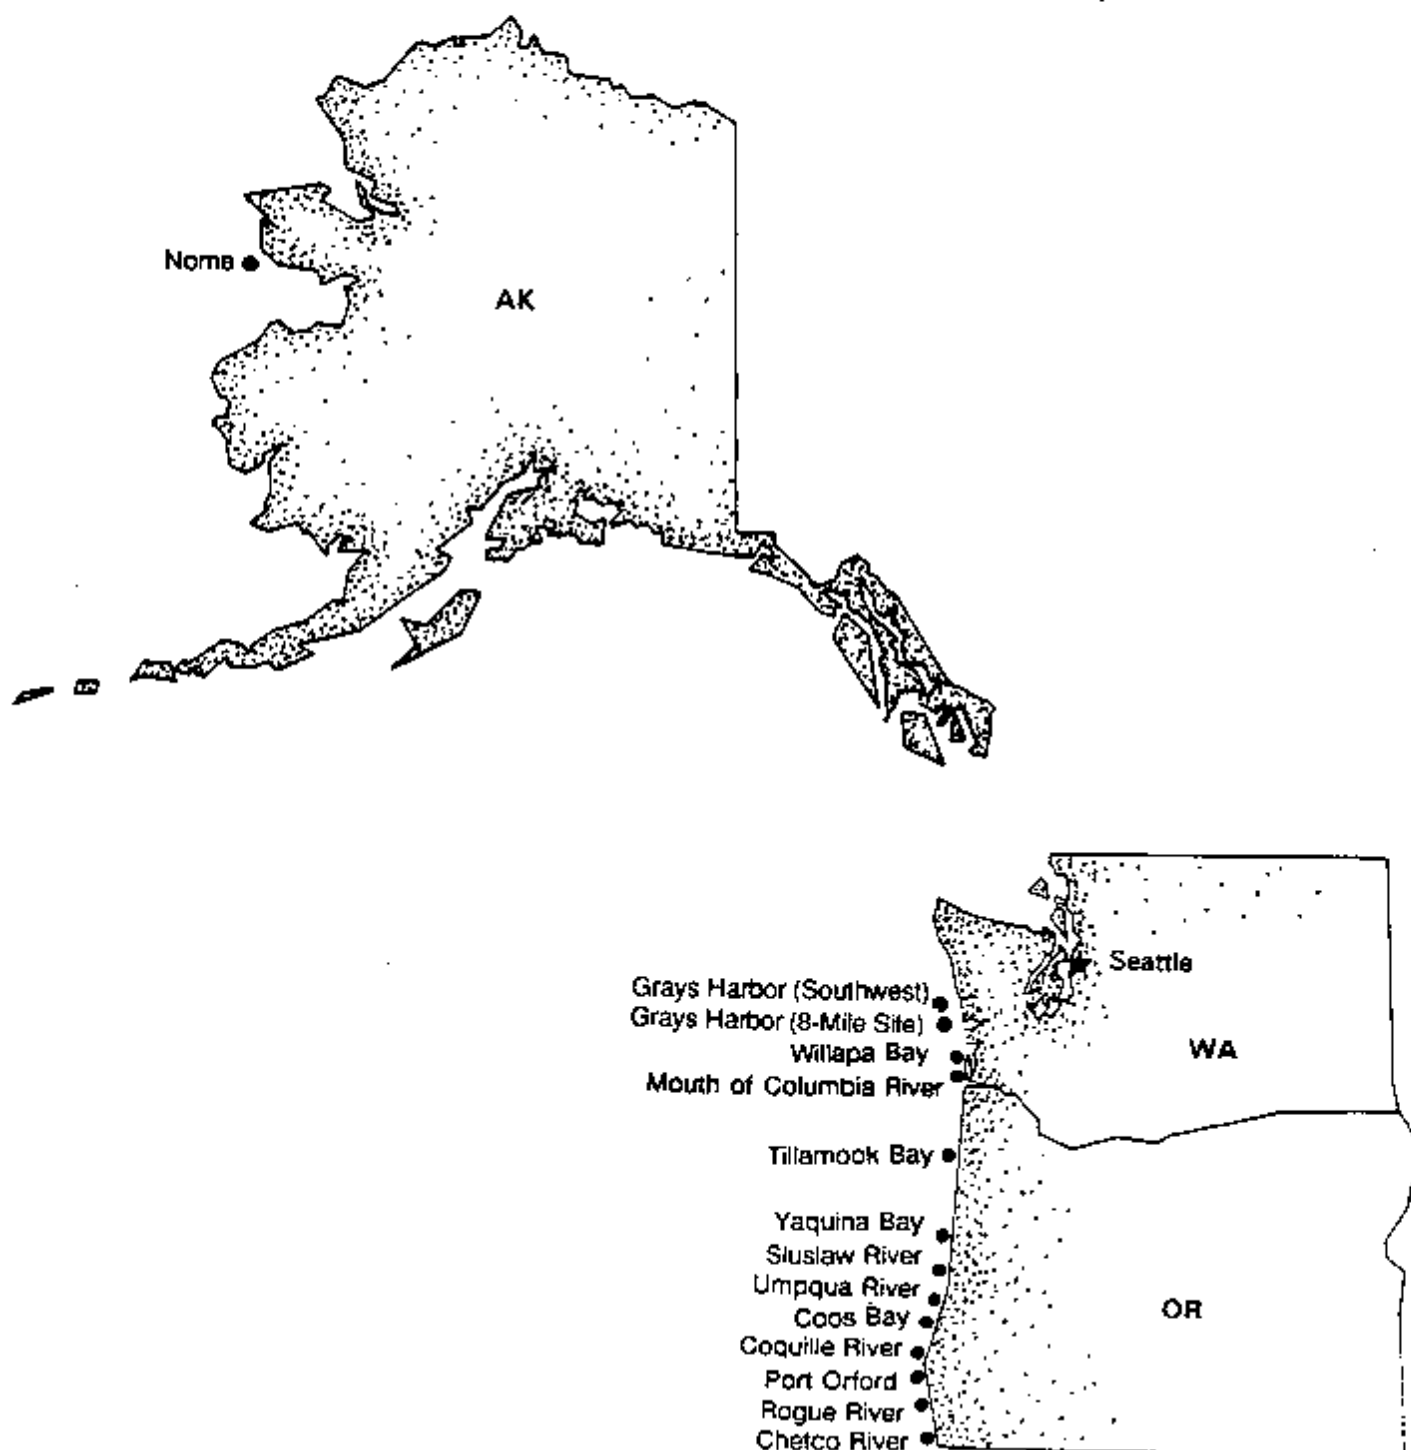 Nome
AK
Seattle
Grays Harbor (Southwest)
Grays Harbor (8-Mile Site)
Willapa Bay
WA
Mouth of Columbia River
Tillamook Bay
Yaquina Bay
Siuslaw River
Umpqua River
OR
Coos Bay
Coquille River
Port Orford
Rogue River
Chetco River